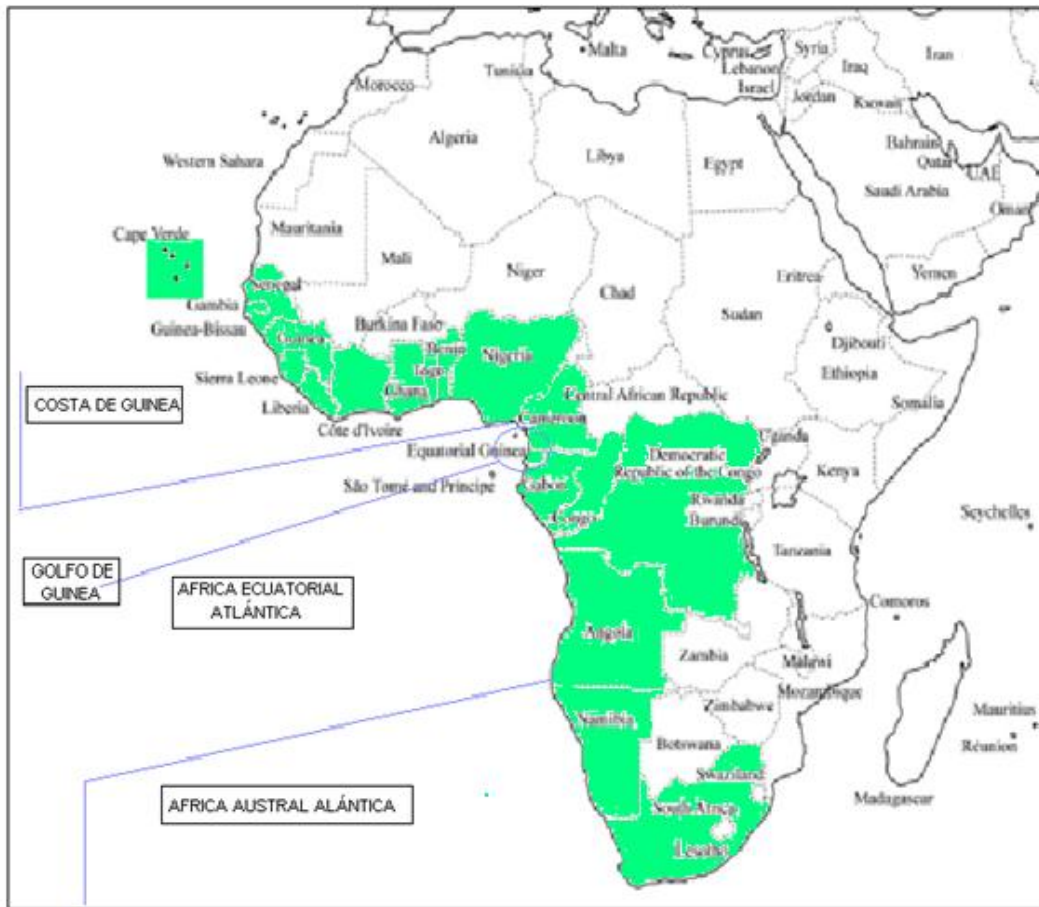 Malta
Cyprus
Syria
Lebanon
Israel
Iraq
Iran
Tunisia
Morocco
Jordan
Kuwait
Algeria
Libya
Egypt
Bahrain
Qatar
UAE
Saudi Arabia
Oman
Western Sahara
Mauritania
Cape Verde
Mali
Niger
Chad
Sudan
Eritrea
Yemen
Senegal
Gambia
Guinea-Bissau
Guinea
Burkina Faso
Benin
Togo
Nigeria
Djibouti
Ethiopia
Somalia
Sierra Leone
Ghana
Liberia
Côte d'Ivoire
Central African Republic
Cameroon
COSTA DE GUINEA
Equatorial Guinea
Democratic
Republic of the Congo
Uganda
Kenya
São Tomé and Principe
Gabon
Congo
Rwanda
Burundi
Seychelles
Tanzania
GOLFO DE
GUINEA
AFRICA ECUATORIAL
ATLÁNTICA
Comoros
Angola
Zambia
Malawi
Mozambique
Zimbabwe
Namibia
Botswana
Mauritius
Réunion
Swaziland
Madagascar
AFRICA AUSTRAL ALÁNTICA
South Africa
Lesotho